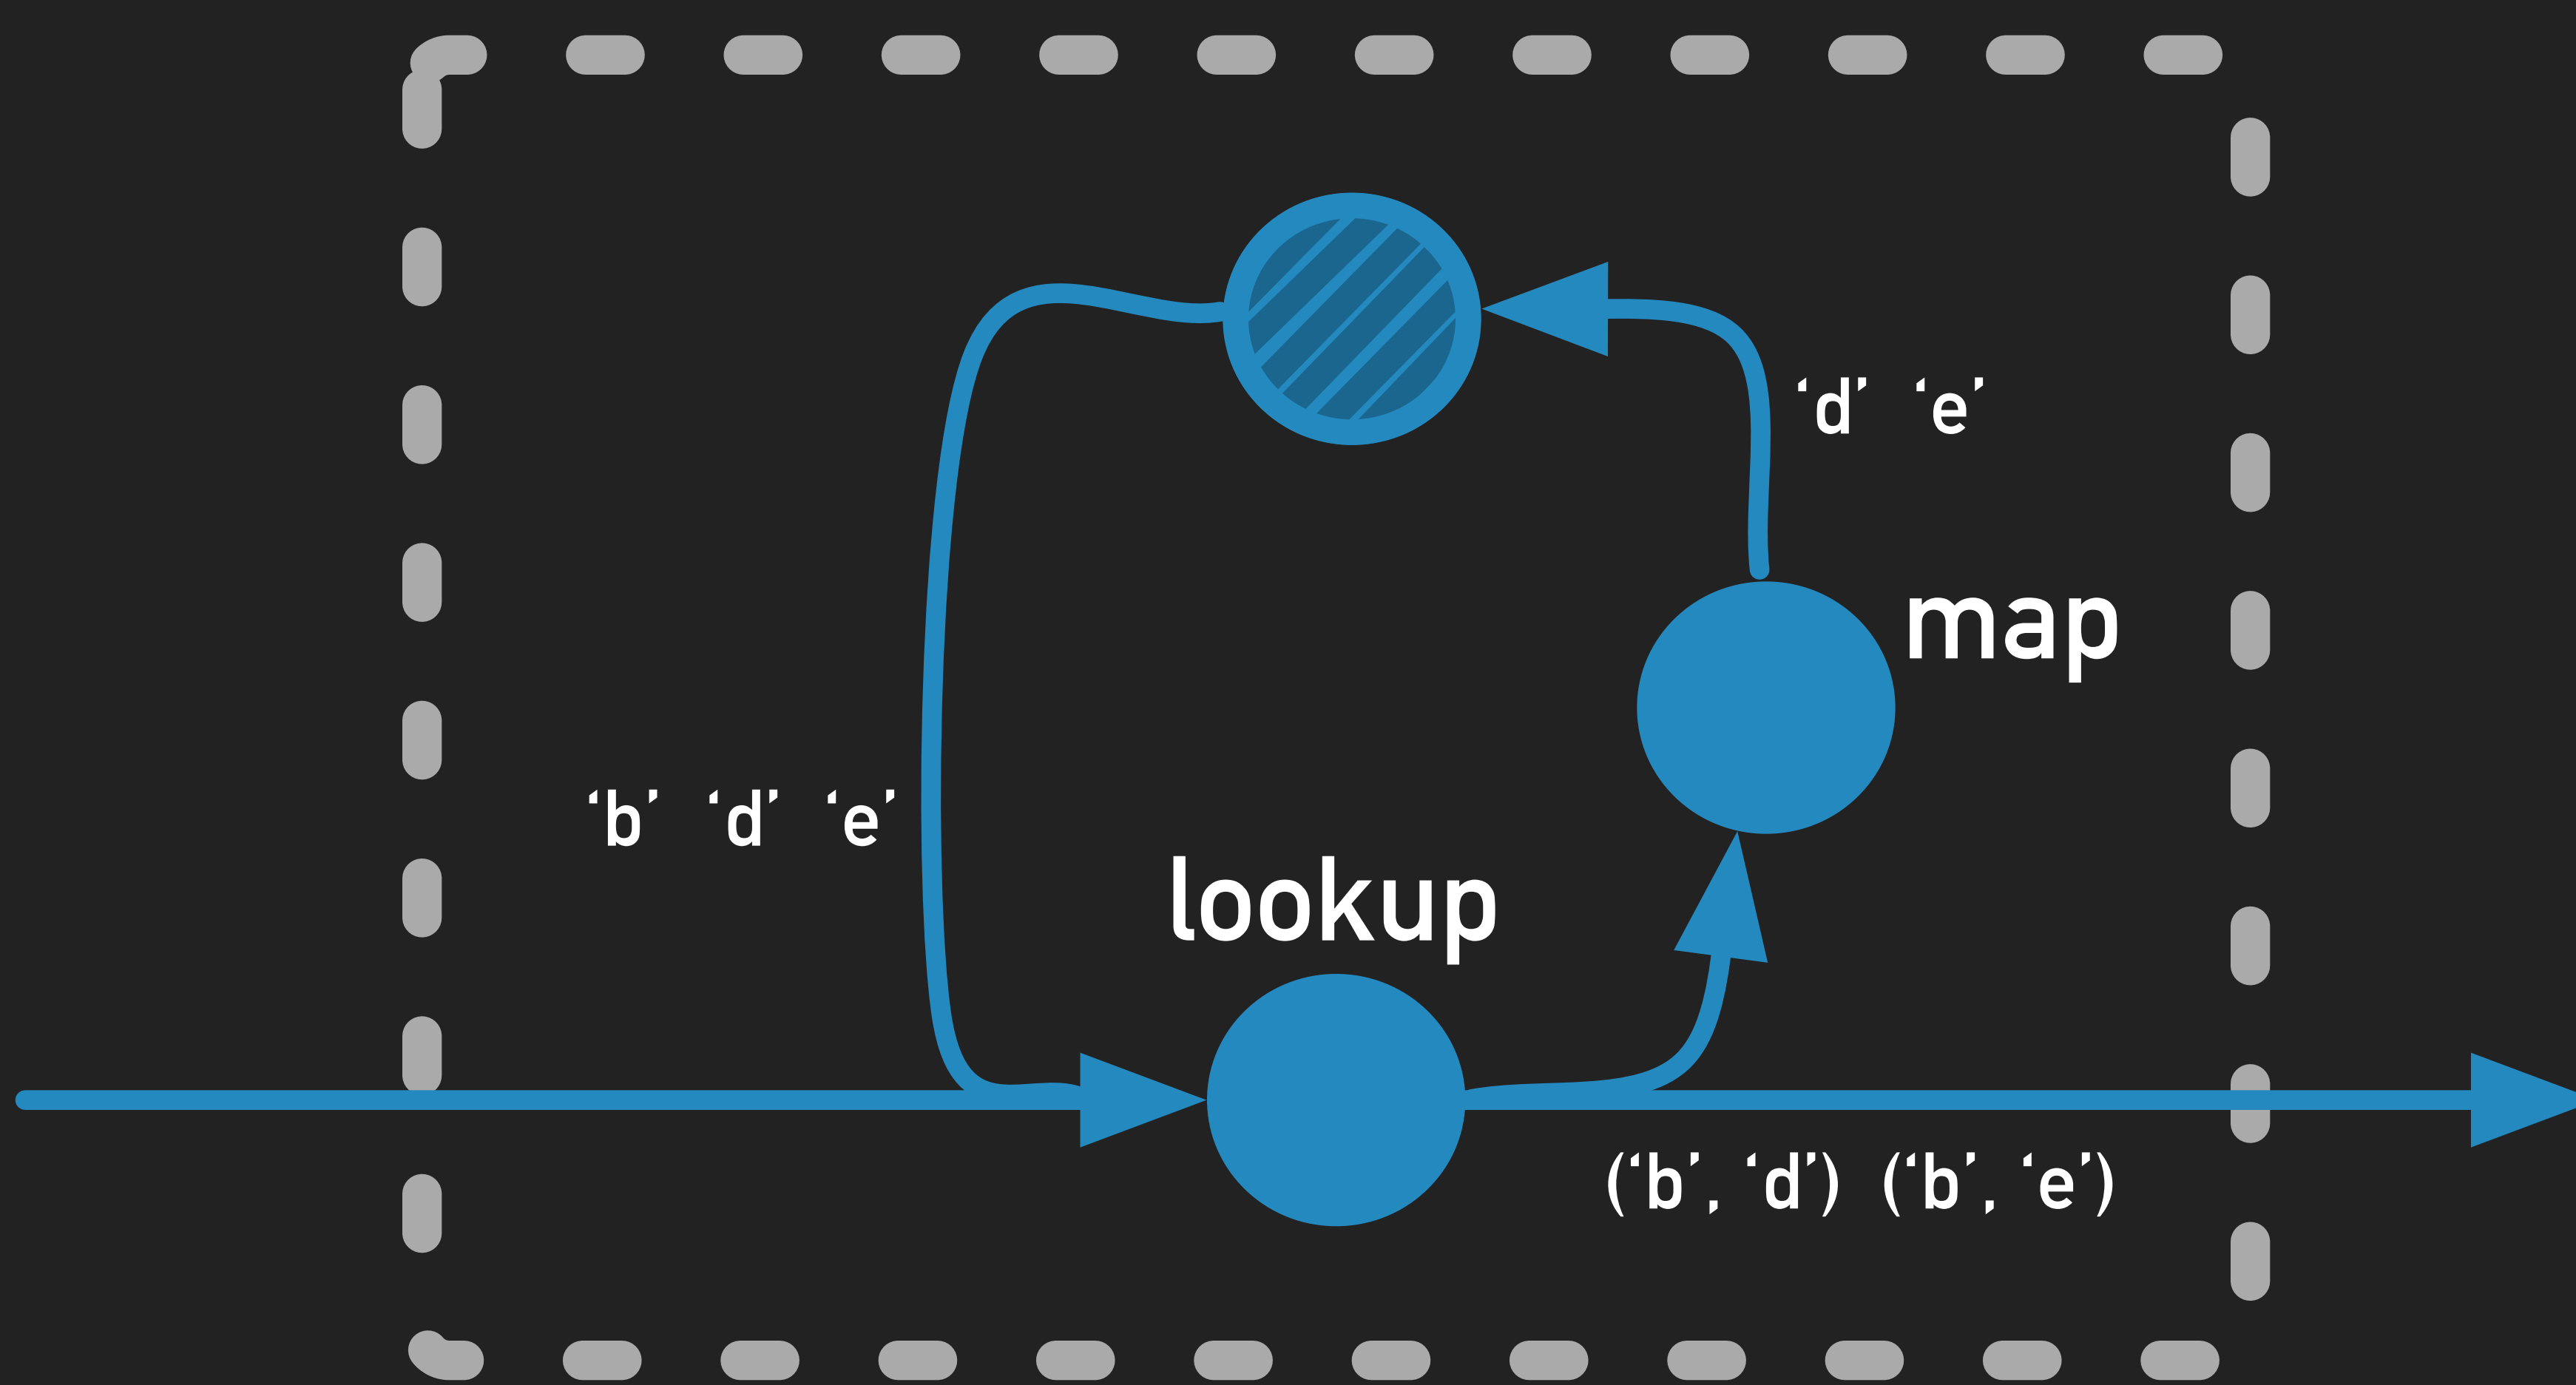 ‘d’ ‘e’
map
‘b’ ‘d’ ‘e’
lookup
(‘b’, ‘d’) (‘b’, ‘e’)